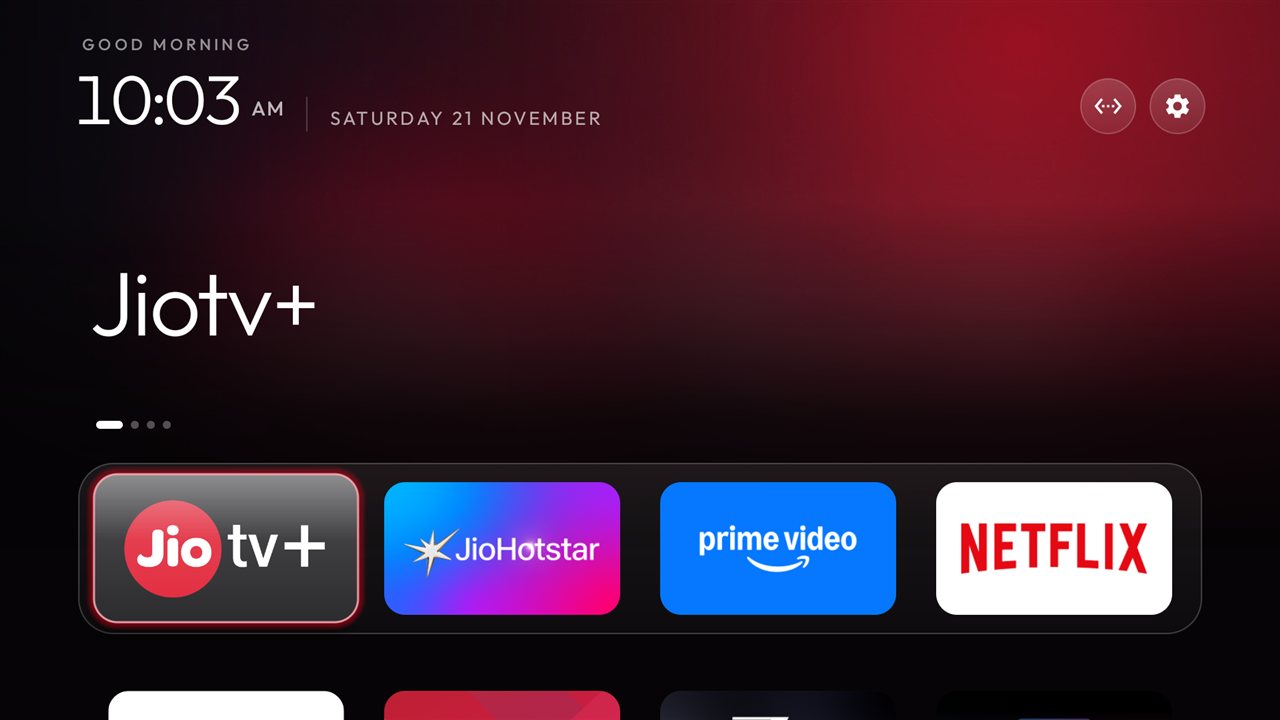 GOOD MORNING
10:03 AM
SATURDAY 21 NOVEMBER
Jiotv+
Jio tv+
JioHotstar
prime video
NETFLIX